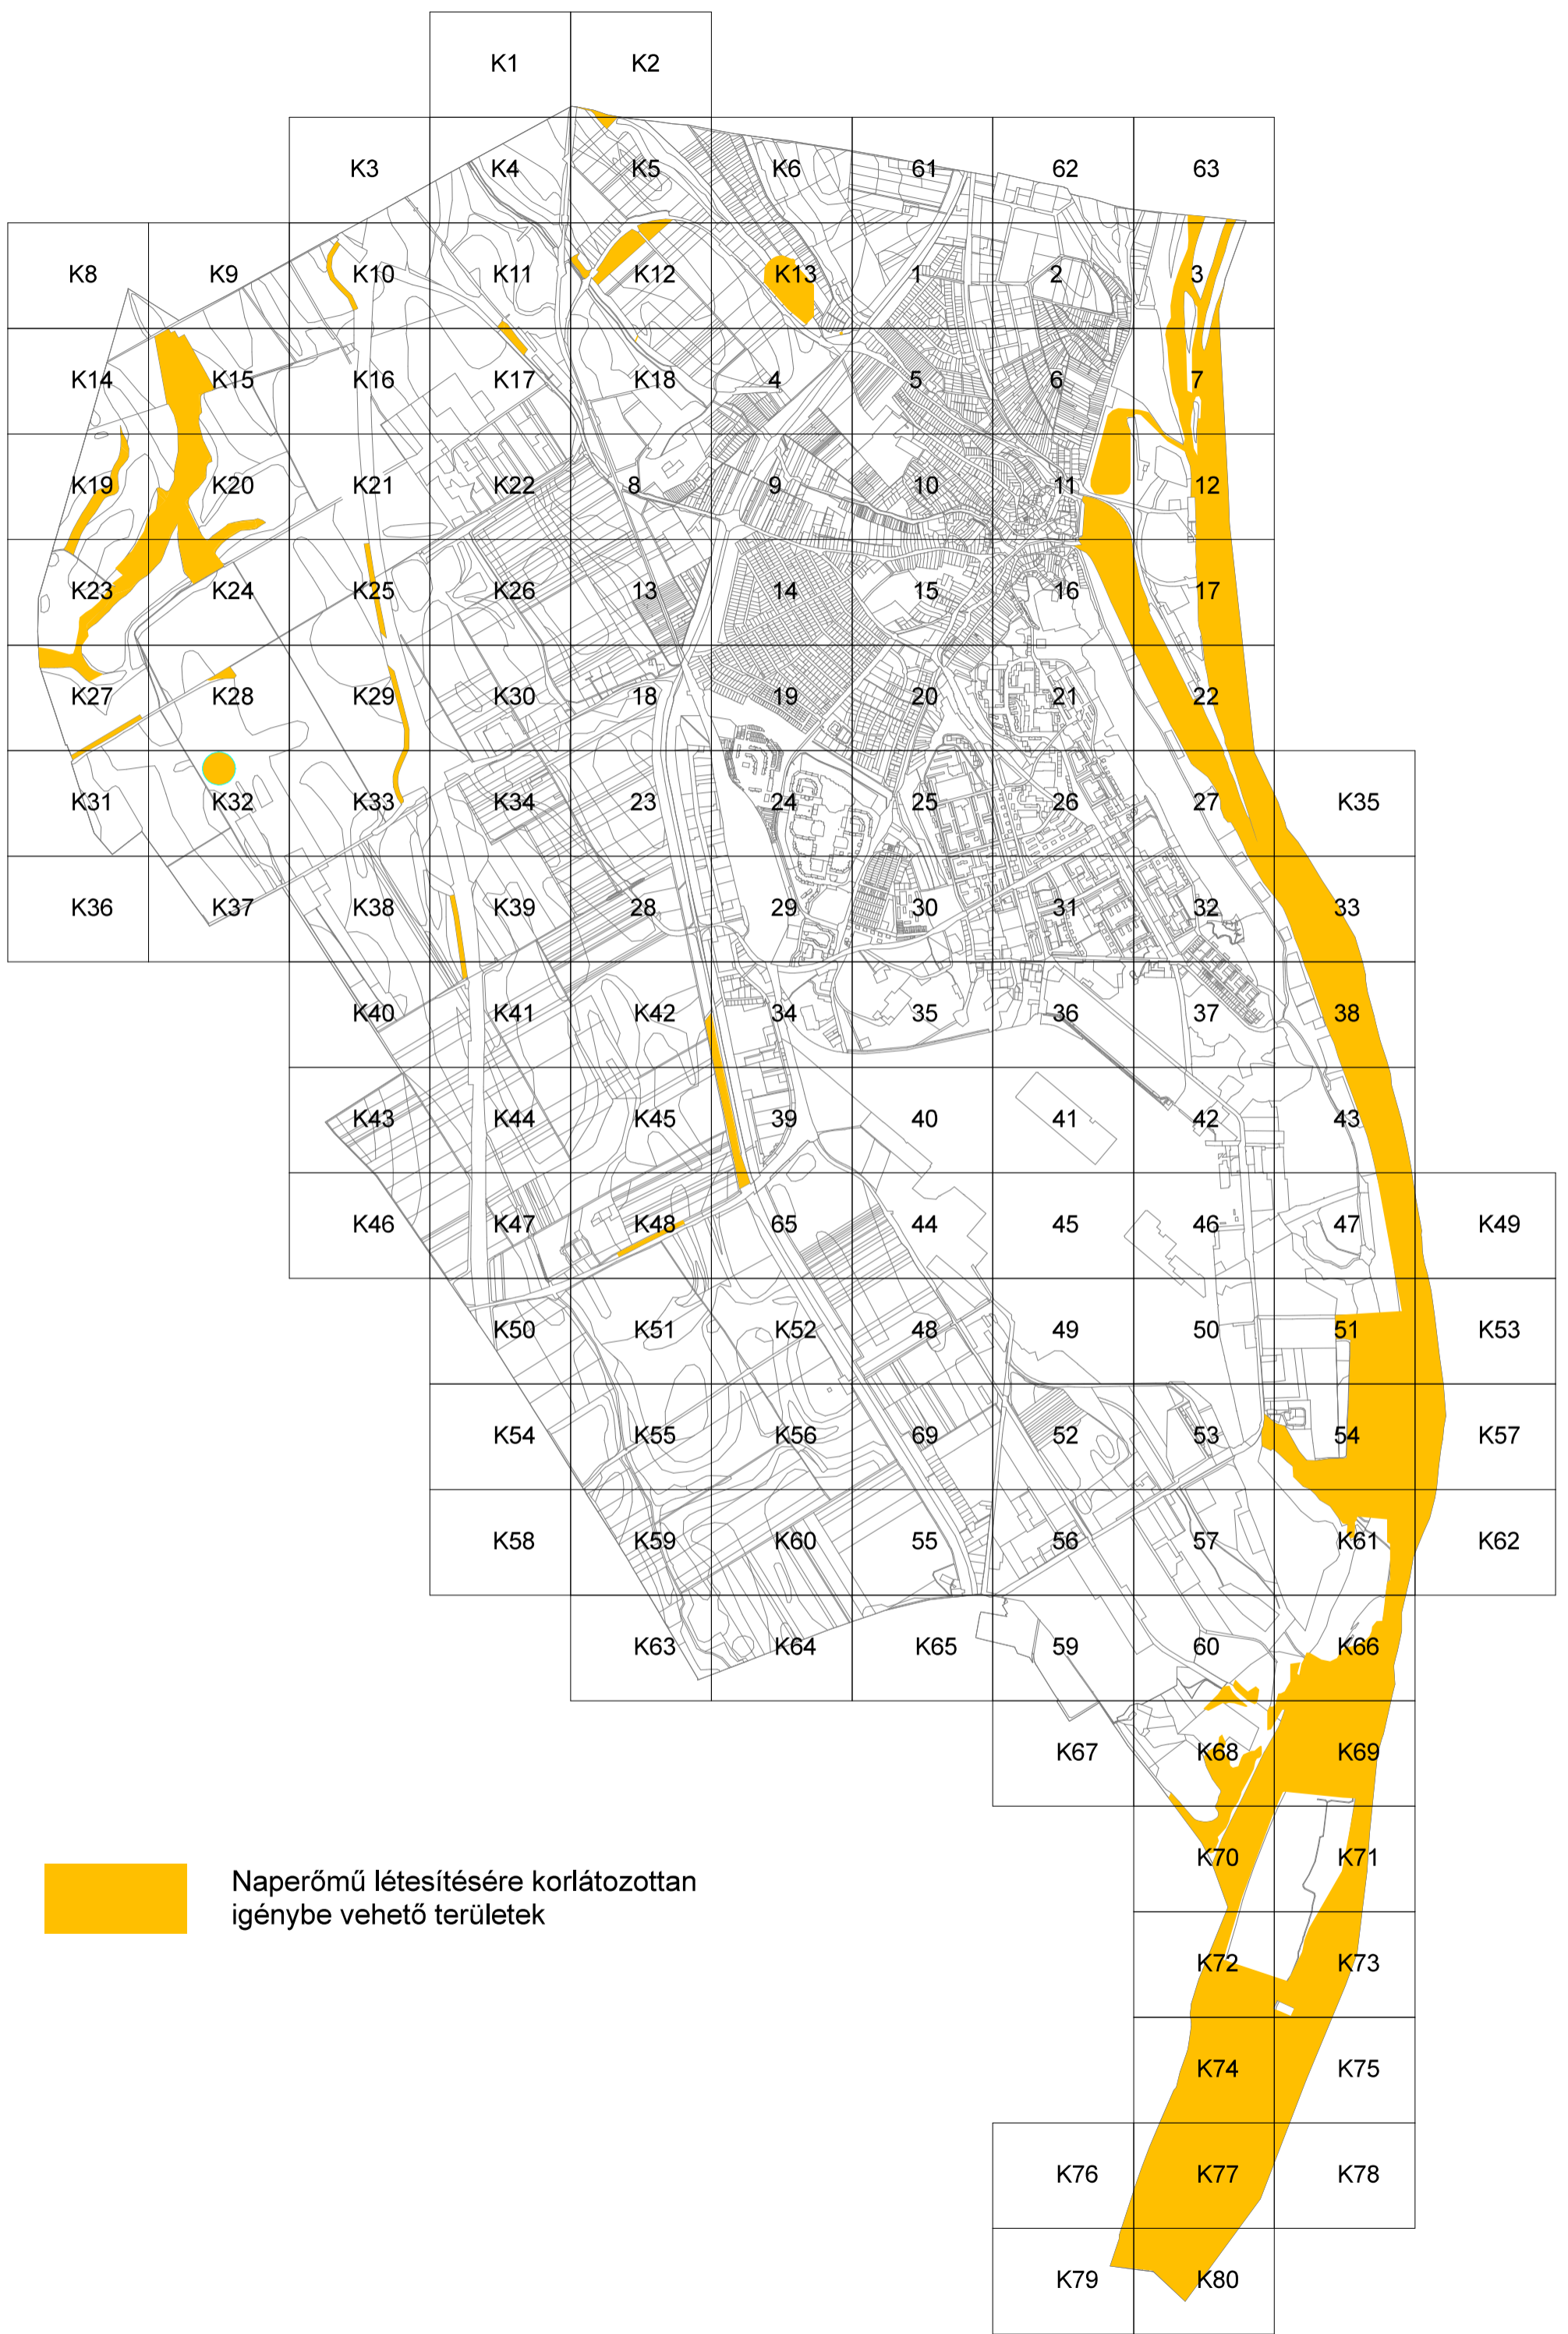 K1 K2
K3 K4 K5 K6 61 62 63
K8 K9 K10 K11 K12 K13 1 2 3
K14 K15 K16 K17 K18 4 5 6 7
K19 K20 K21 K22 8 9 10 11 12
K23 K24 K25 K26 13 14 15 16 17
K27 K28 K29 K30 18 19 20 21 22
K31 K32 K33 K34 23 24 25 26 27 K35
K36 K37 K38 K39 28 29 30 31 32 33
K40 K41 K42 34 35 36 37 38
K43 K44 K45 39 40 41 42 43
K46 K47 K48 65 44 45 46 47 K49
K50 K51 K52 48 49 50 51 K53
K54 K55 K56 69 52 53 54 K57
K58 K59 K60 55 56 57 K61 K62
K63 K64 K65 59 60 K66
K67 K68 K69
K70 K71
K72 K73
K74 K75
K76 K77 K78
K79 K80
Naperőmű létesítésére korlátozottan
igénybe vehető területek